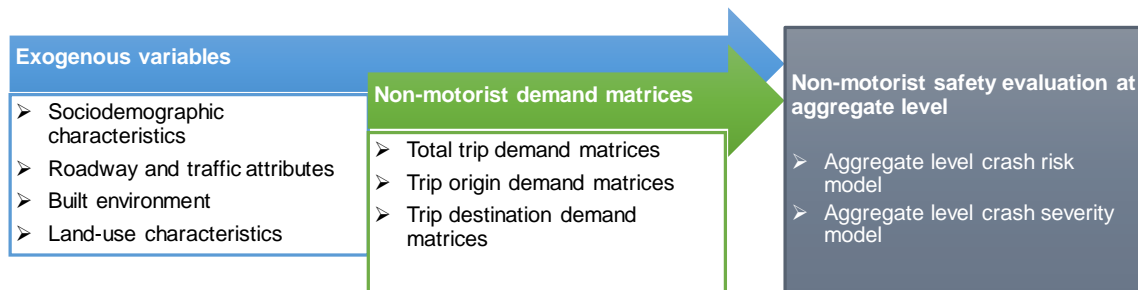 Exogenous variables
➢ Sociodemographic
characteristics
➢ Roadway and traffic attributes
➢ Built environment
➢ Land-use characteristics
Non-motorist demand matrices
➢ Total trip demand matrices
➢ Trip origin demand matrices
➢ Trip destination demand
matrices
Non-motorist safety evaluation at
aggregate level
➢ Aggregate level crash risk
model
➢ Aggregate level crash severity
model